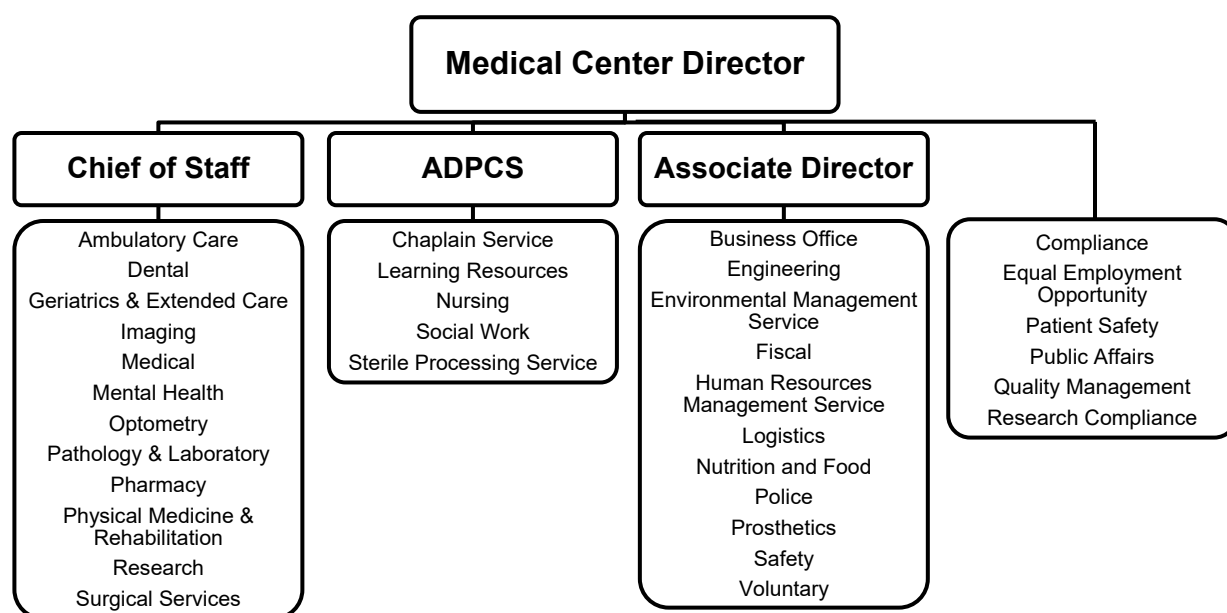 Medical Center Director
Chief of Staff
ADPCS
Associate Director
Ambulatory Care
Dental
Geriatrics & Extended Care
Imaging
Medical
Mental Health
Optometry
Pathology & Laboratory
Pharmacy
Physical Medicine &
Rehabilitation
Research
Surgical Services
Chaplain Service
Learning Resources
Nursing
Social Work
Sterile Processing Service
Business Office
Engineering
Environmental Management
Service
Fiscal
Human Resources
Management Service
Logistics
Nutrition and Food
Police
Prosthetics
Safety
Voluntary
Compliance
Equal Employment
Opportunity
Patient Safety
Public Affairs
Quality Management
Research Compliance